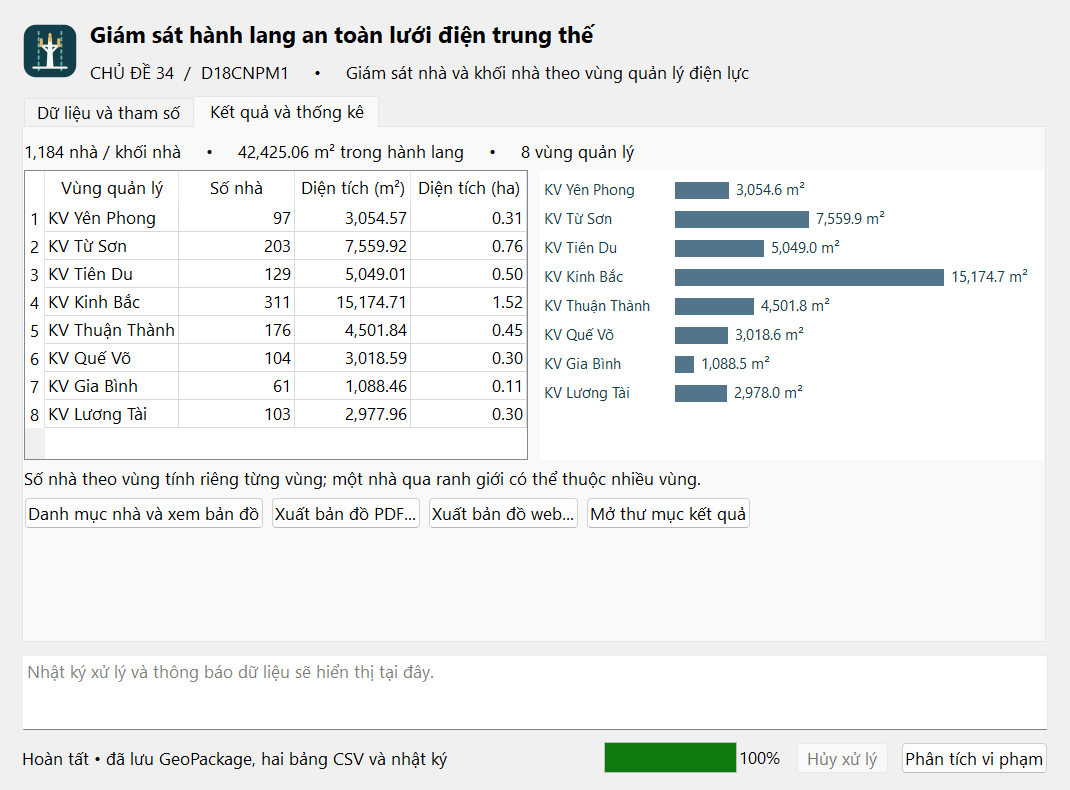 Giám sát hành lang an toàn lưới điện trung thế
CHỦ ĐỀ 34 / D18CNPM1 • Giám sát nhà và khối nhà theo vùng quản lý điện lực
Dữ liệu và tham số Kết quả và thống kê
1,184 nhà / khối nhà • 42,425.06 m² trong hành lang • 8 vùng quản lý
Vùng quản lý Số nhà Diện tích (m²) Diện tích (ha)
1 KV Yên Phong 97 3,054.57 0.31
2 KV Từ Sơn 203 7,559.92 0.76
3 KV Tiên Du 129 5,049.01 0.50
4 KV Kinh Bắc 311 15,174.71 1.52
5 KV Thuận Thành 176 4,501.84 0.45
6 KV Quế Võ 104 3,018.59 0.30
7 KV Gia Bình 61 1,088.46 0.11
8 KV Lương Tài 103 2,977.96 0.30
KV Yên Phong 3,054.6 m²
KV Từ Sơn 7,559.9 m²
KV Tiên Du 5,049.0 m²
KV Kinh Bắc 15,174.7 m²
KV Thuận Thành 4,501.8 m²
KV Quế Võ 3,018.6 m²
KV Gia Bình 1,088.5 m²
KV Lương Tài 2,978.0 m²
Số nhà theo vùng tính riêng từng vùng; một nhà qua ranh giới có thể thuộc nhiều vùng.
Danh mục nhà và xem bản đồ Xuất bản đồ PDF... Xuất bản đồ web... Mở thư mục kết quả
Nhật ký xử lý và thông báo dữ liệu sẽ hiển thị tại đây.
Hoàn tất • đã lưu GeoPackage, hai bảng CSV và nhật ký 100% Hủy xử lý Phân tích vi phạm